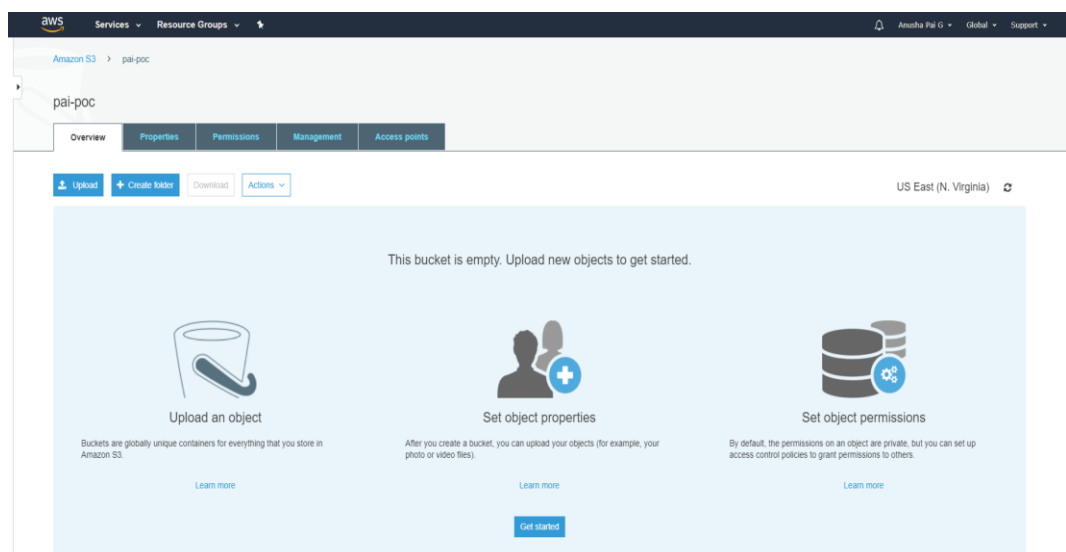 aws Services Resource Groups Anusha Pai G Global Support
Amazon S3 > pai-poc
pai-poc
Overview Properties Permissions Management Access points
Upload + Create folder Download Actions US East (N. Virginia)
This bucket is empty. Upload new objects to get started.
Upload an object
Buckets are globally unique containers for everything that you store in
Amazon S3.
Learn more
Set object properties
After you create a bucket, you can upload your objects (for example, your
photo or video files).
Learn more
Set object permissions
By default, the permissions on an object are private, but you can set up
access control policies to grant permissions to others.
Learn more
Get started